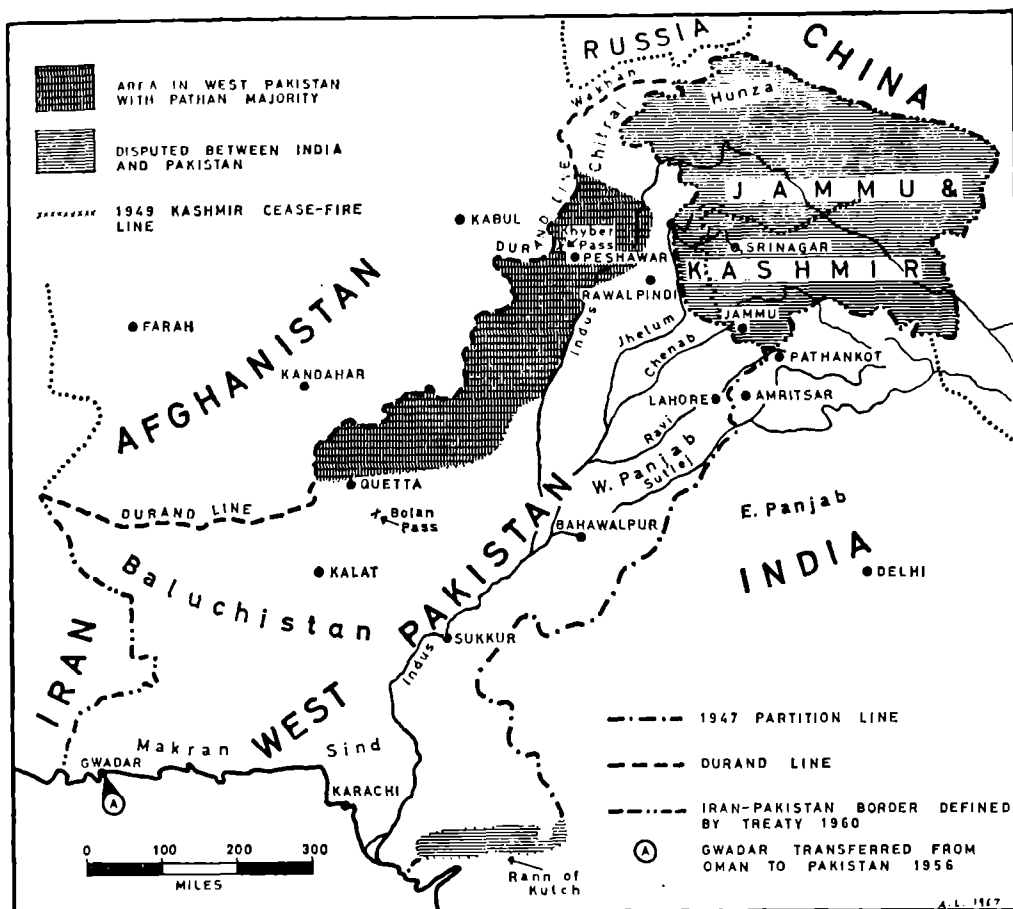 AREA IN WEST PAKISTAN
WITH PATHAN MAJORITY
DISPUTED BETWEEN INDIA
AND PAKISTAN
1949 KASHMIR CEASE-FIRE
LINE
RUSSIA
CHINA
Wakhan
Hunza
Chitral
JAMMU &
KASHMIR
SRINAGAR
JAMMU
KABUL
DURAND LINE
Khyber
Pass
PESHAWAR
RAWALPINDI
Indus
Jhelum
Chenab
PATHANKOT
LAHORE
AMRITSAR
Ravi
W. Panjab
Sutlej
FARAH
AFGHANISTAN
KANDAHAR
QUETTA
DURAND LINE
Bolan
Pass
BAHAWALPUR
E. Panjab
INDIA
DELHI
KALAT
Baluchistan
WEST PAKISTAN
SUKKUR
Indus
IRAN
Makran
Sind
GWADAR
A
KARACHI
Rann of
Kutch
0 100 200 300
MILES
1947 PARTITION LINE
DURAND LINE
IRAN-PAKISTAN BORDER DEFINED
BY TREATY 1960
A GWADAR TRANSFERRED FROM
OMAN TO PAKISTAN 1956
A.L. 1967